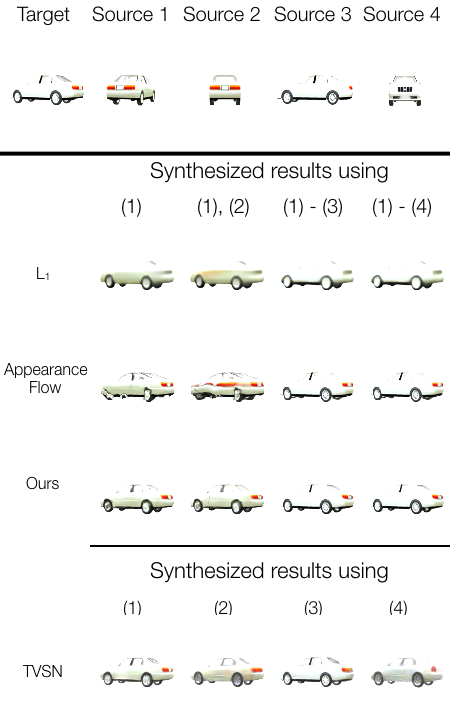 Target Source 1 Source 2 Source 3 Source 4
Synthesized results using
(1) (1), (2) (1) - (3) (1) - (4)
L1
Appearance
Flow
Ours
Synthesized results using
(1) (2) (3) (4)
TVSN